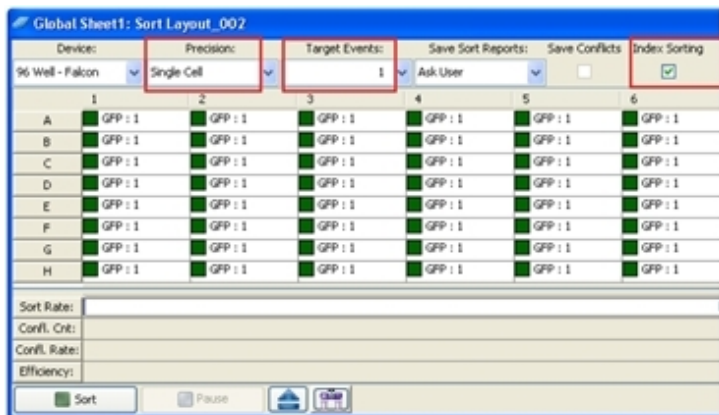 Global Sheet1: Sort Layout_002
Device: Precision: Target Events: Save Sort Reports: Save Conflicts Index Sorting
96 Well - Falcon Single Cell 1 Ask User
1 2 3 4 5 6
A GFP : 1 GFP : 1 GFP : 1 GFP : 1 GFP : 1 GFP : 1
B GFP : 1 GFP : 1 GFP : 1 GFP : 1 GFP : 1 GFP : 1
C GFP : 1 GFP : 1 GFP : 1 GFP : 1 GFP : 1 GFP : 1
D GFP : 1 GFP : 1 GFP : 1 GFP : 1 GFP : 1 GFP : 1
E GFP : 1 GFP : 1 GFP : 1 GFP : 1 GFP : 1 GFP : 1
F GFP : 1 GFP : 1 GFP : 1 GFP : 1 GFP : 1 GFP : 1
G GFP : 1 GFP : 1 GFP : 1 GFP : 1 GFP : 1 GFP : 1
H GFP : 1 GFP : 1 GFP : 1 GFP : 1 GFP : 1 GFP : 1
Sort Rate:
Confl. Cnt:
Confl. Rate:
Efficiency:
Sort Pause